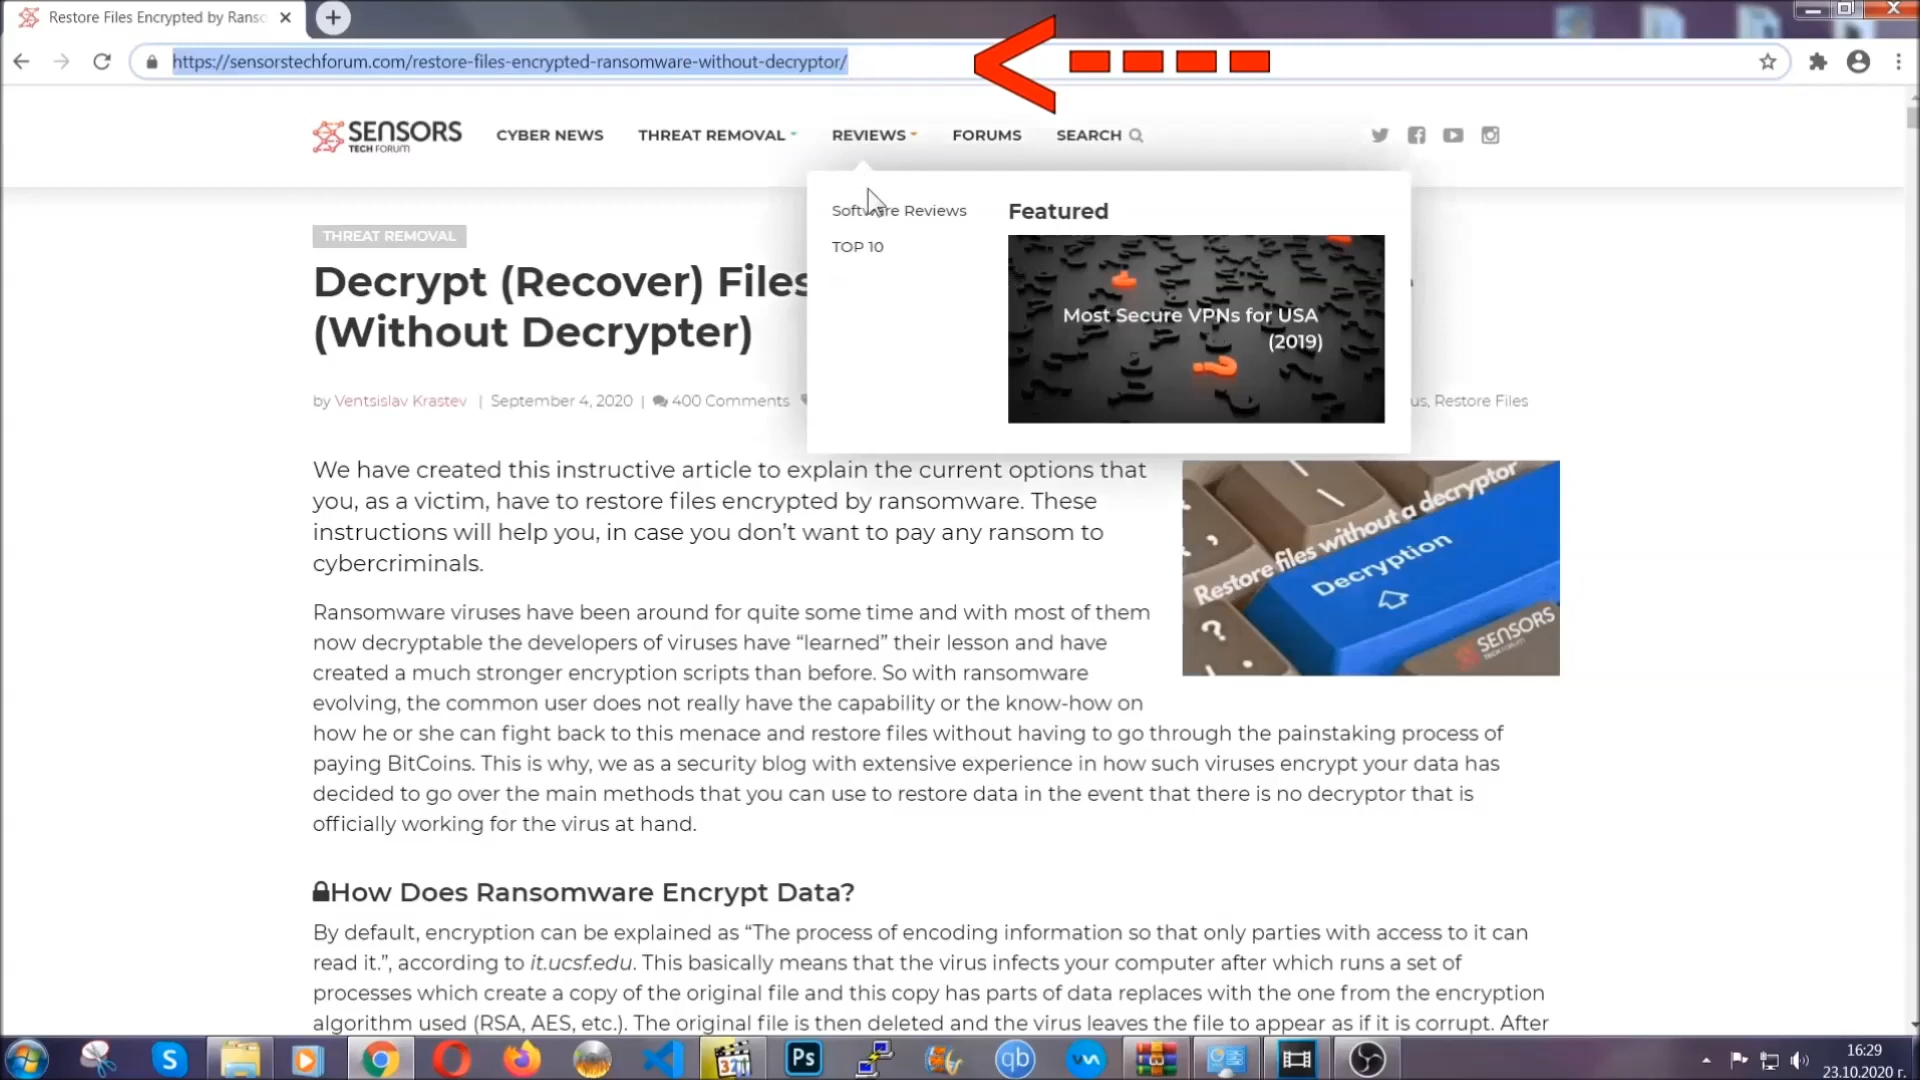 Restore Files Encrypted by Ranso
https://sensorstechforum.com/restore-files-encrypted-ransomware-without-decryptor/
SENSORS
TECH FORUM
CYBER NEWS
THREAT REMOVAL
REVIEWS
FORUMS
SEARCH
Software Reviews
TOP 10
Featured
Most Secure VPNs for USA
(2019)
THREAT REMOVAL
Decrypt (Recover) Files
(Without Decrypter)
by Ventsislav Krastev | September 4, 2020 | 400 Comments
us, Restore Files
We have created this instructive article to explain the current options that
you, as a victim, have to restore files encrypted by ransomware. These
instructions will help you, in case you don’t want to pay any ransom to
cybercriminals.
Restore files without a decryptor
Decryption
SENSORS
TECH FORUM
Ransomware viruses have been around for quite some time and with most of them
now decryptable the developers of viruses have “learned” their lesson and have
created a much stronger encryption scripts than before. So with ransomware
evolving, the common user does not really have the capability or the know-how on
how he or she can fight back to this menace and restore files without having to go through the painstaking process of
paying BitCoins. This is why, we as a security blog with extensive experience in how such viruses encrypt your data has
decided to go over the main methods that you can use to restore data in the event that there is no decryptor that is
officially working for the virus at hand.
How Does Ransomware Encrypt Data?
By default, encryption can be explained as “The process of encoding information so that only parties with access to it can
read it.”, according to it.ucsf.edu. This basically means that the virus infects your computer after which runs a set of
processes which create a copy of the original file and this copy has parts of data replaces with the one from the encryption
algorithm used (RSA, AES, etc.). The original file is then deleted and the virus leaves the file to appear as if it is corrupt. After
S
321
Ps
qb
16:29
23.10.2020 г.